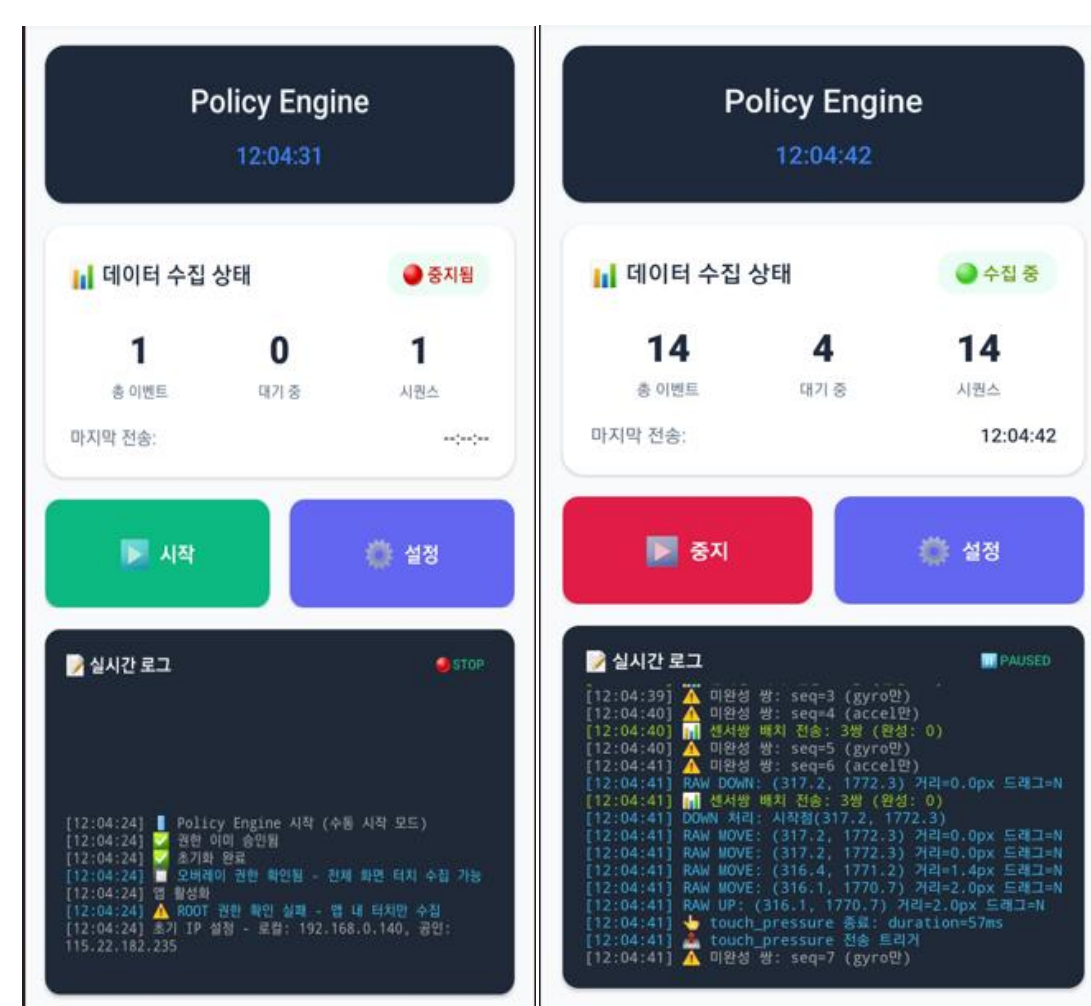 Policy Engine
12:04:31
📊 데이터 수집 상태
🔴 중지됨
1
0
1
총 이벤트
대기 중
시퀀스
마지막 전송:
--:--:--
▶️ 시작
⚙️ 설정
📝 실시간 로그
🔴 STOP
[12:04:24] Policy Engine 시작 (수동 시작 모드)
[12:04:24] ✅ 권한 이미 승인됨
[12:04:24] ✅ 초기화 완료
[12:04:24] 오버레이 권한 확인됨 - 전체 화면 터치 수집 가능
[12:04:24] 앱 활성화
[12:04:24] ⚠️ ROOT 권한 확인 실패 - 앱 내 터치만 수집
[12:04:24] 초기 IP 설정 - 로컬: 192.168.0.140, 공인:
115.22.182.235
Policy Engine
12:04:42
📊 데이터 수집 상태
🟢 수집 중
14
4
14
총 이벤트
대기 중
시퀀스
마지막 전송:
12:04:42
▶️ 중지
⚙️ 설정
📝 실시간 로그
⏸️ PAUSED
[12:04:39] ⚠️ 미완성 쌍: seq=3 (gyro만)
[12:04:40] ⚠️ 미완성 쌍: seq=4 (accel만)
[12:04:40] 📊 센서쌍 배치 전송: 3쌍 (완성: 0)
[12:04:40] ⚠️ 미완성 쌍: seq=5 (gyro만)
[12:04:41] ⚠️ 미완성 쌍: seq=6 (accel만)
[12:04:41] RAW DOWN: (317.2, 1772.3) 거리=0.0px 드래그=N
[12:04:41] 📊 센서쌍 배치 전송: 3쌍 (완성: 0)
[12:04:41] DOWN 처리: 시작점(317.2, 1772.3)
[12:04:41] RAW MOVE: (317.2, 1772.3) 거리=0.0px 드래그=N
[12:04:41] RAW MOVE: (317.2, 1772.3) 거리=0.0px 드래그=N
[12:04:41] RAW MOVE: (316.4, 1771.2) 거리=1.4px 드래그=N
[12:04:41] RAW MOVE: (316.1, 1770.7) 거리=2.0px 드래그=N
[12:04:41] RAW UP: (316.1, 1770.7) 거리=2.0px 드래그=N
[12:04:41] 👆 touch_pressure 종료: duration=57ms
[12:04:41] 📤 touch_pressure 전송 트리거
[12:04:41] ⚠️ 미완성 쌍: seq=7 (gyro만)